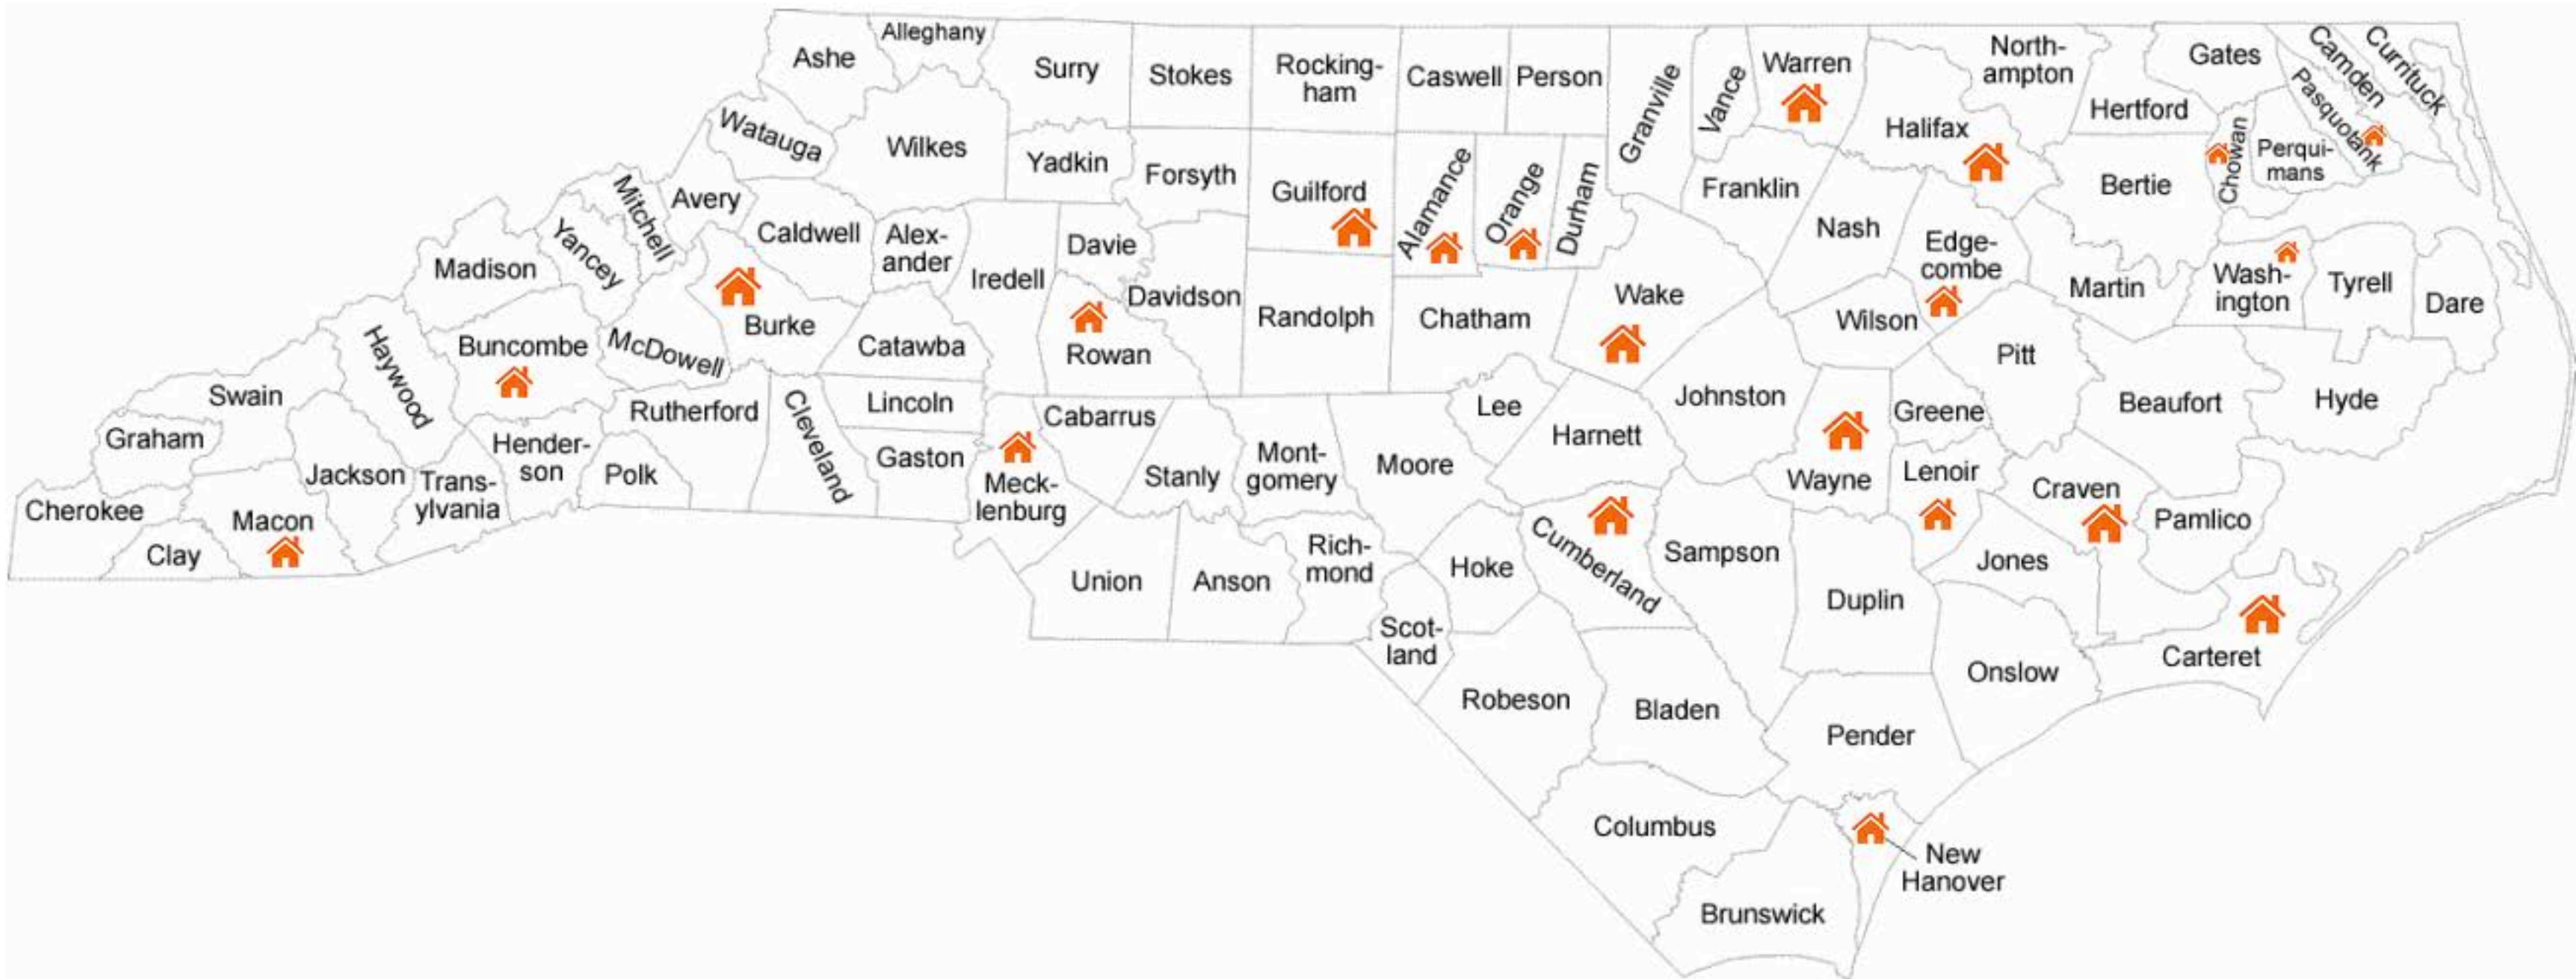 Alleghany
Ashe
Surry
Stokes
Rocking-
ham
Caswell
Person
Granville
Vance
Warren
North-
ampton
Gates
Camden
Currituck
Pasquotank
Hertford
Halifax
Watauga
Wilkes
Yadkin
Forsyth
Guilford
Alamance
Orange
Durham
Franklin
Nash
Bertie
Chowan
Perqui-
mans
Mitchell
Avery
Caldwell
Alex-
ander
Iredell
Davie
Davidson
Edge-
combe
Martin
Wash-
ington
Tyrell
Dare
Madison
Yancey
Burke
Catawba
Rowan
Randolph
Chatham
Wake
Wilson
Pitt
Beaufort
Hyde
Haywood
Buncombe
McDowell
Swain
Rutherford
Cleveland
Lincoln
Gaston
Cabarrus
Meck-
lenburg
Stanly
Mont-
gomery
Moore
Lee
Harnett
Johnston
Greene
Wayne
Lenoir
Craven
Pamlico
Graham
Jackson
Trans-
ylvania
Hender-
son
Polk
Cherokee
Clay
Macon
Union
Anson
Rich-
mond
Scot-
land
Hoke
Cumberland
Sampson
Duplin
Jones
Carteret
Onslow
Robeson
Bladen
Pender
Columbus
Brunswick
New
Hanover